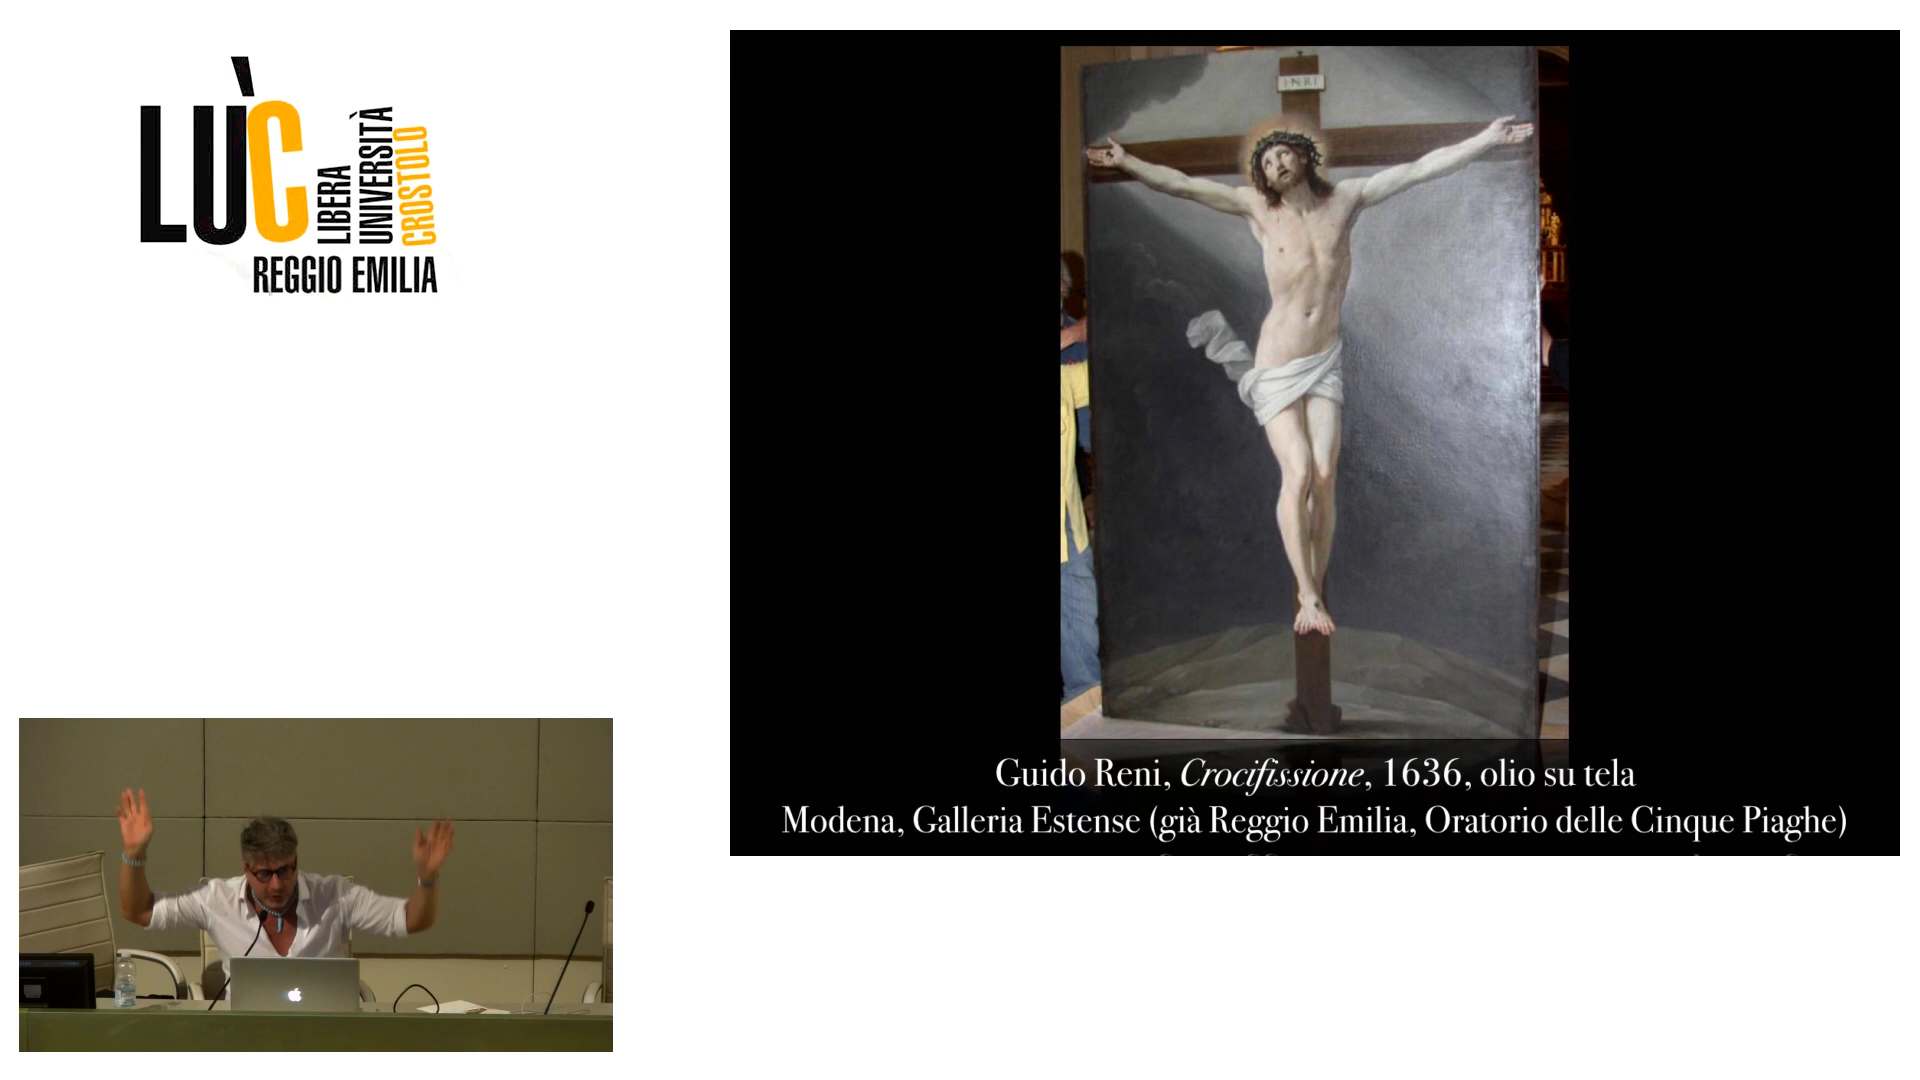 LÙC
LIBERA
UNIVERSITÀ
CROSTOLO
REGGIO EMILIA
INRI
Guido Reni, Crocifissione, 1636, olio su tela
Modena, Galleria Estense (già Reggio Emilia, Oratorio delle Cinque Piaghe)